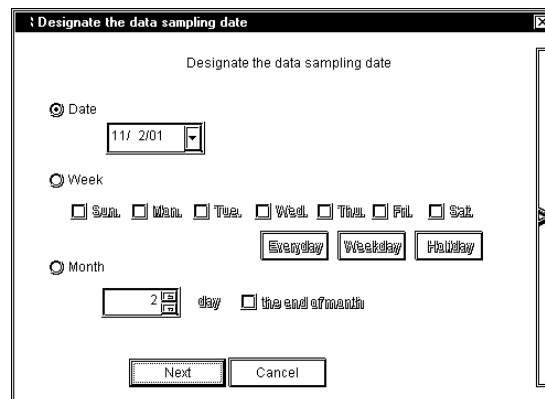 Designate the data sampling date
Designate the data sampling date
Date
11/ 2/01
Week
Sun. Mon. Tue. Wed. Thu. Fri. Sat.
Everyday Weekday Haliday
Month
2 day the end of month
Next Cancel